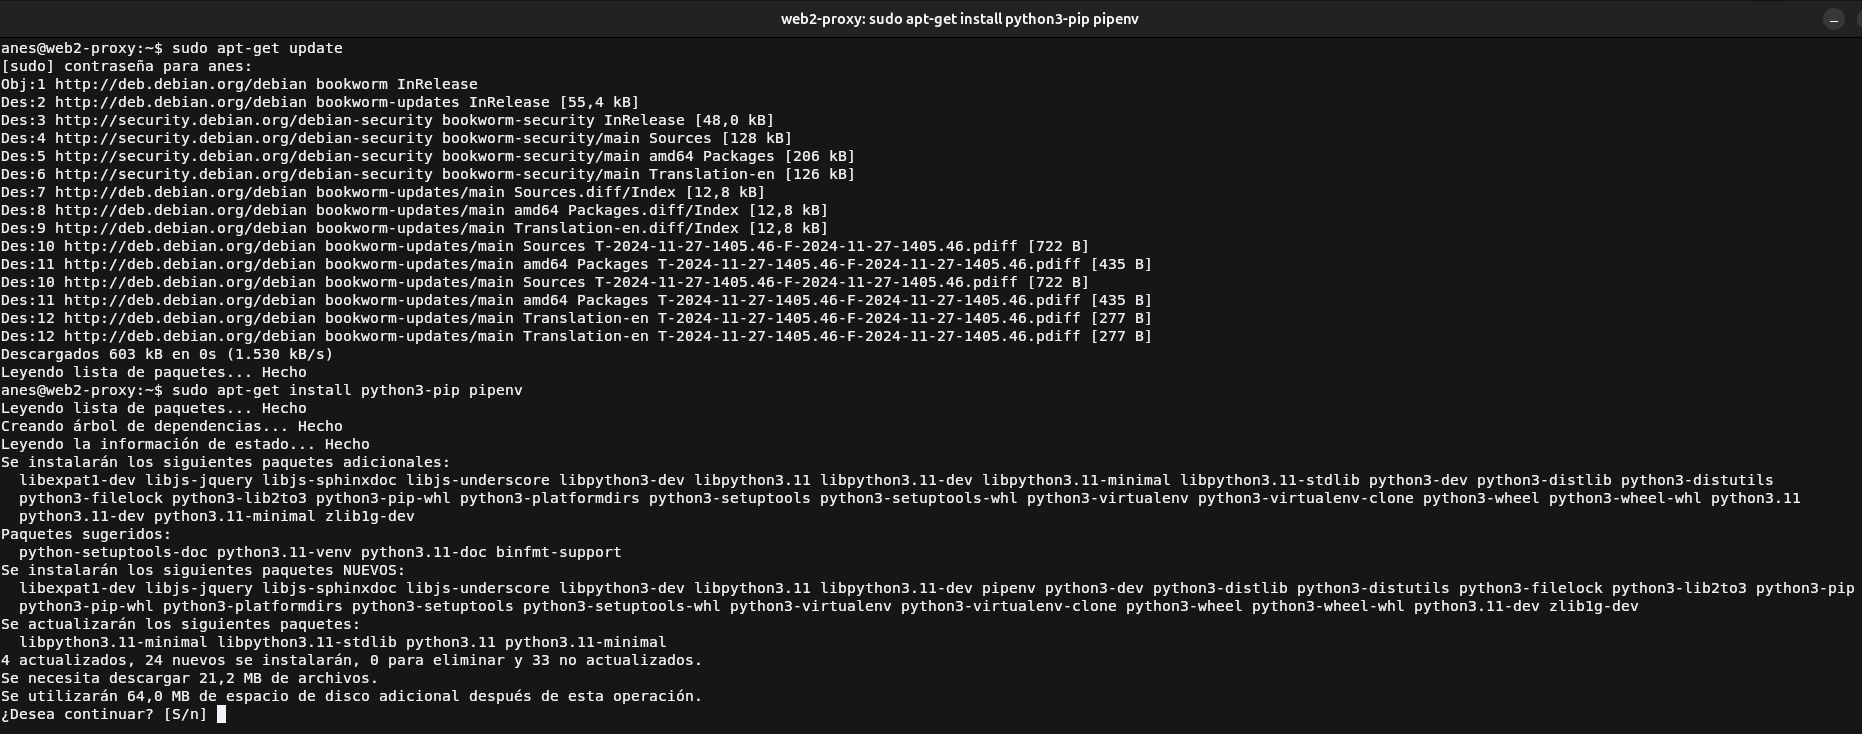 web2-proxy: sudo apt-get install python3-pip pipenv
anes@web2-proxy:~$ sudo apt-get update
[sudo] contraseña para anes:
Obj:1 http://deb.debian.org/debian bookworm InRelease
Des:2 http://deb.debian.org/debian bookworm-updates InRelease [55,4 kB]
Des:3 http://security.debian.org/debian-security bookworm-security InRelease [48,0 kB]
Des:4 http://security.debian.org/debian-security bookworm-security/main Sources [128 kB]
Des:5 http://security.debian.org/debian-security bookworm-security/main amd64 Packages [206 kB]
Des:6 http://security.debian.org/debian-security bookworm-security/main Translation-en [126 kB]
Des:7 http://deb.debian.org/debian bookworm-updates/main Sources.diff/Index [12,8 kB]
Des:8 http://deb.debian.org/debian bookworm-updates/main amd64 Packages.diff/Index [12,8 kB]
Des:9 http://deb.debian.org/debian bookworm-updates/main Translation-en.diff/Index [12,8 kB]
Des:10 http://deb.debian.org/debian bookworm-updates/main Sources T-2024-11-27-1405.46-F-2024-11-27-1405.46.pdiff [722 B]
Des:11 http://deb.debian.org/debian bookworm-updates/main amd64 Packages T-2024-11-27-1405.46-F-2024-11-27-1405.46.pdiff [435 B]
Des:10 http://deb.debian.org/debian bookworm-updates/main Sources T-2024-11-27-1405.46-F-2024-11-27-1405.46.pdiff [722 B]
Des:11 http://deb.debian.org/debian bookworm-updates/main amd64 Packages T-2024-11-27-1405.46-F-2024-11-27-1405.46.pdiff [435 B]
Des:12 http://deb.debian.org/debian bookworm-updates/main Translation-en T-2024-11-27-1405.46-F-2024-11-27-1405.46.pdiff [277 B]
Des:12 http://deb.debian.org/debian bookworm-updates/main Translation-en T-2024-11-27-1405.46-F-2024-11-27-1405.46.pdiff [277 B]
Descargados 603 kB en 0s (1.530 kB/s)
Leyendo lista de paquetes... Hecho
anes@web2-proxy:~$ sudo apt-get install python3-pip pipenv
Leyendo lista de paquetes... Hecho
Creando árbol de dependencias... Hecho
Leyendo la información de estado... Hecho
Se instalarán los siguientes paquetes adicionales:
libexpat1-dev libjs-jquery libjs-sphinxdoc libjs-underscore libpython3-dev libpython3.11 libpython3.11-dev libpython3.11-minimal libpython3.11-stdlib python3-dev python3-distlib python3-distutils
python3-filelock python3-lib2to3 python3-pip-whl python3-platformdirs python3-setuptools python3-setuptools-whl python3-virtualenv python3-virtualenv-clone python3-wheel python3-wheel-whl python3.11
python3.11-dev python3.11-minimal zlib1g-dev
Paquetes sugeridos:
python-setuptools-doc python3.11-venv python3.11-doc binfmt-support
Se instalarán los siguientes paquetes NUEVOS:
libexpat1-dev libjs-jquery libjs-sphinxdoc libjs-underscore libpython3-dev libpython3.11 libpython3.11-dev pipenv python3-dev python3-distlib python3-distutils python3-filelock python3-lib2to3 python3-pip
python3-pip-whl python3-platformdirs python3-setuptools python3-setuptools-whl python3-virtualenv python3-virtualenv-clone python3-wheel python3-wheel-whl python3.11-dev zlib1g-dev
Se actualizarán los siguientes paquetes:
libpython3.11-minimal libpython3.11-stdlib python3.11 python3.11-minimal
4 actualizados, 24 nuevos se instalarán, 0 para eliminar y 33 no actualizados.
Se necesita descargar 21,2 MB de archivos.
Se utilizarán 64,0 MB de espacio de disco adicional después de esta operación.
¿Desea continuar? [S/n]